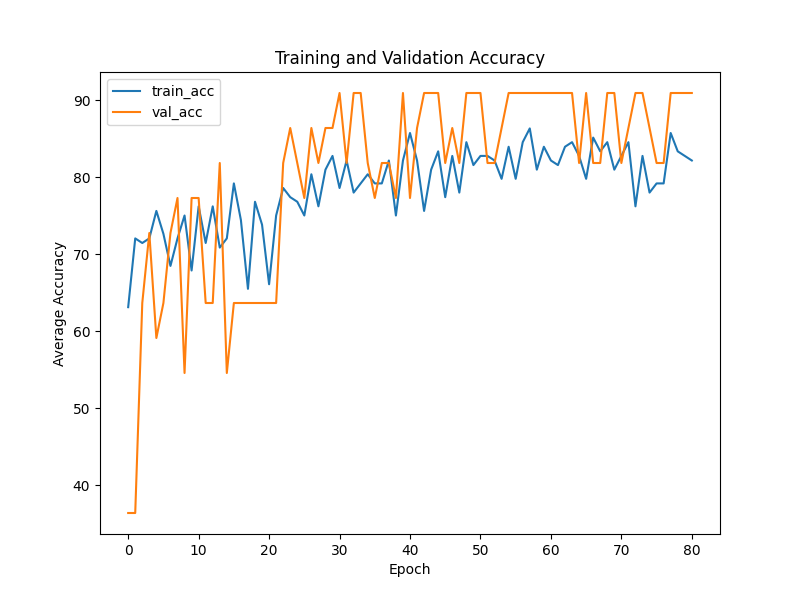 Training and Validation Accuracy
train_acc
val_acc
90
80
70
60
50
40
Average Accuracy
0 10 20 30 40 50 60 70 80
Epoch